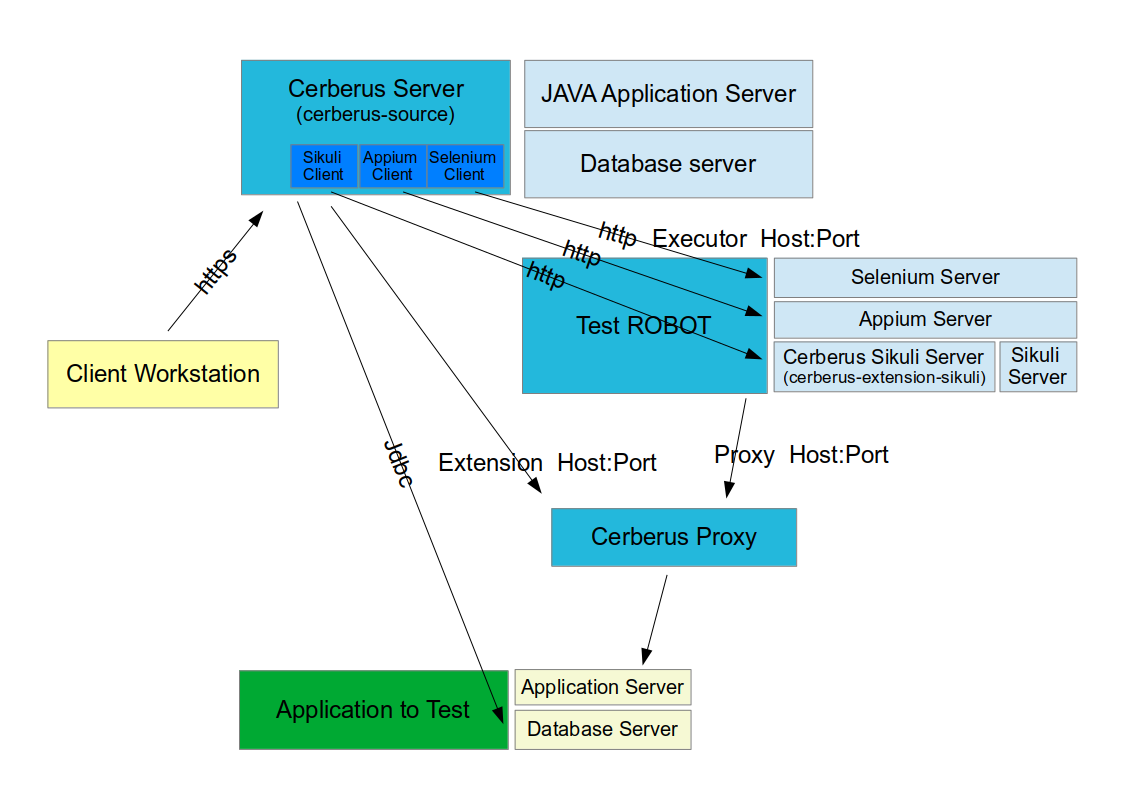 Cerberus Server
(cerberus-source)
JAVA Application Server
Sikuli
Client
Appium
Client
Selenium
Client
Database server
https
http
http
http
Executor Host:Port
Selenium Server
Test ROBOT
Appium Server
Cerberus Sikuli Server
(cerberus-extension-sikuli)
Sikuli
Server
Client Workstation
Jdbc
Extension Host:Port
Proxy Host:Port
Cerberus Proxy
Application to Test
Application Server
Database Server